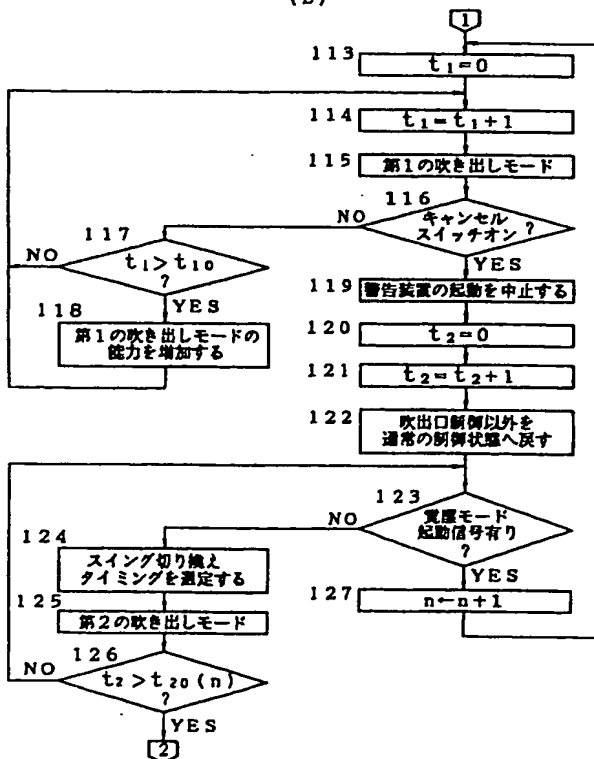 1
113
t₁=0
114
t₁=t₁+1
115
第1の吹き出しモード
116
キャンセル
スイッチオン?
NO
YES
117
t₁>t₁₀
?
NO
YES
118
第1の吹き出しモードの
能力を増加する
119
警告装置の起動を中止する
120
t₂=0
121
t₂=t₂+1
122
吹出口制御以外を
通常の制御状態へ戻す
123
覚醒モード
起動信号有り
?
NO
YES
124
スイング切り換え
タイミングを選定する
125
第2の吹き出しモード
126
t₂>t₂₀(n)
?
NO
YES
127
n←n+1
2